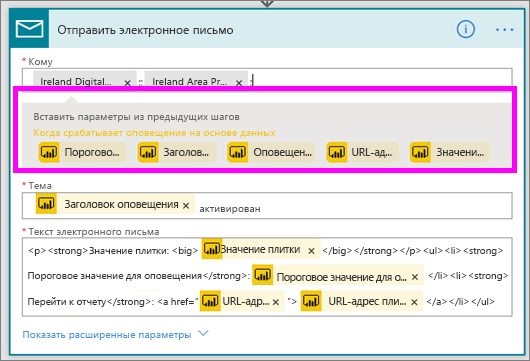 Отправить электронное письмо
* Кому
Ireland Digital... × ; Ireland Area Pr... × ;
Вставить параметры из предыдущих шагов
Когда срабатывает оповещение на основе данных
Порогово... Заголов... Оповещен... URL-ад... Значени...
* Тема
Заголовок оповещения × активирован
* Текст электронного письма
<p><strong>Значение плитки: <big> Значение плитки × </big></strong></p><ul><li><strong>
Пороговое значение для оповещения</strong>: Пороговое значение для о... × </li><li><strong>
Перейти к отчету</strong>: <a href=" URL-адр... × "> URL-адрес пли... × </a></li></ul>
Показать расширенные параметры